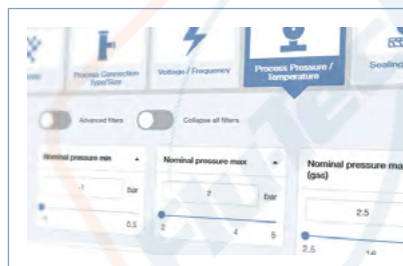 Process Connection
Type/Size
Voltage / Frequency
Process Pressure /
Temperature
Sealing
Advanced filters
Collapse all filters
Nominal pressure min
Nominal pressure max
Nominal pressure ma
(gas)
-1
bar
2
bar
2.5
-1
0.5
2
4
5
2.5
16